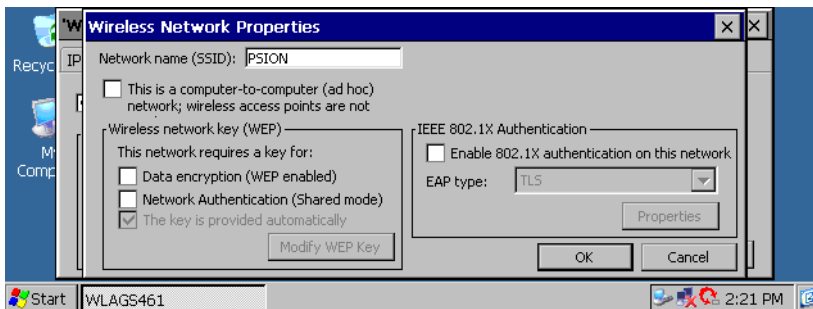 'W
Wireless Network Properties
Recyc
IP
Network name (SSID): PSION
This is a computer-to-computer (ad hoc)
network; wireless access points are not
Wireless network key (WEP)
This network requires a key for:
Data encryption (WEP enabled)
Network Authentication (Shared mode)
The key is provided automatically
Modify WEP Key
IEEE 802.1X Authentication
Enable 802.1X authentication on this network
EAP type: TLS
Properties
My
Comp
OK Cancel
Start WLAGS461 2:21 PM